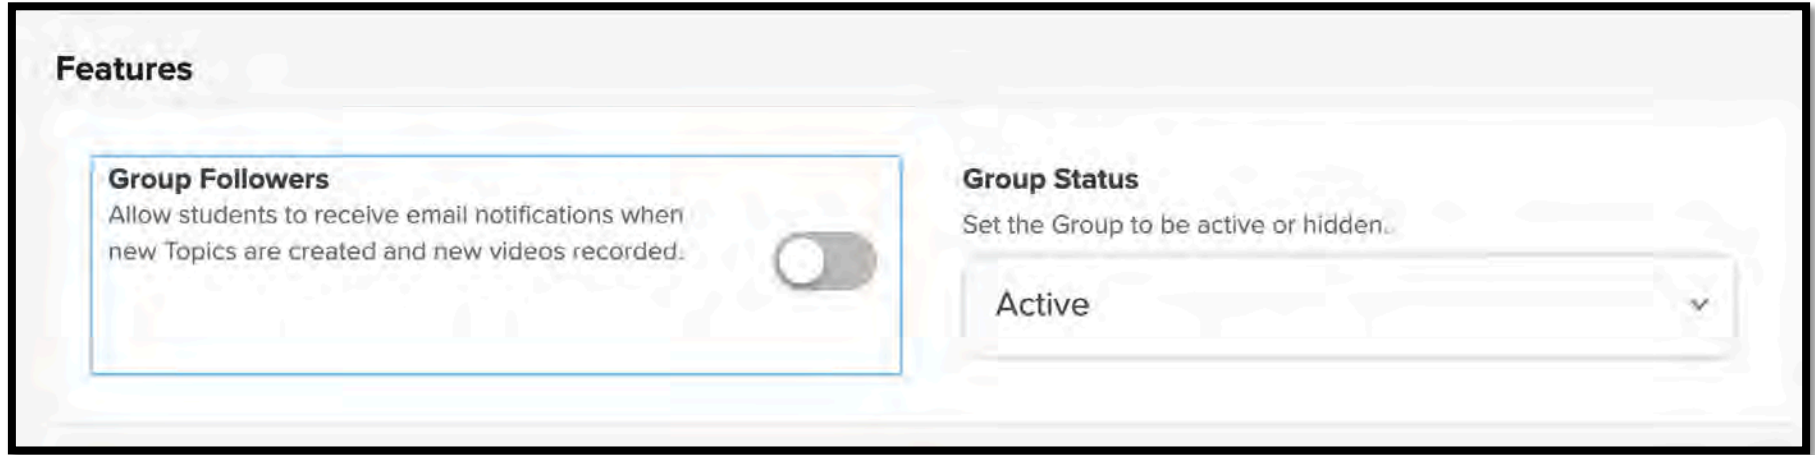 Features
Group Followers
Allow students to receive email notifications when
new Topics are created and new videos recorded.
Group Status
Set the Group to be active or hidden.
Active